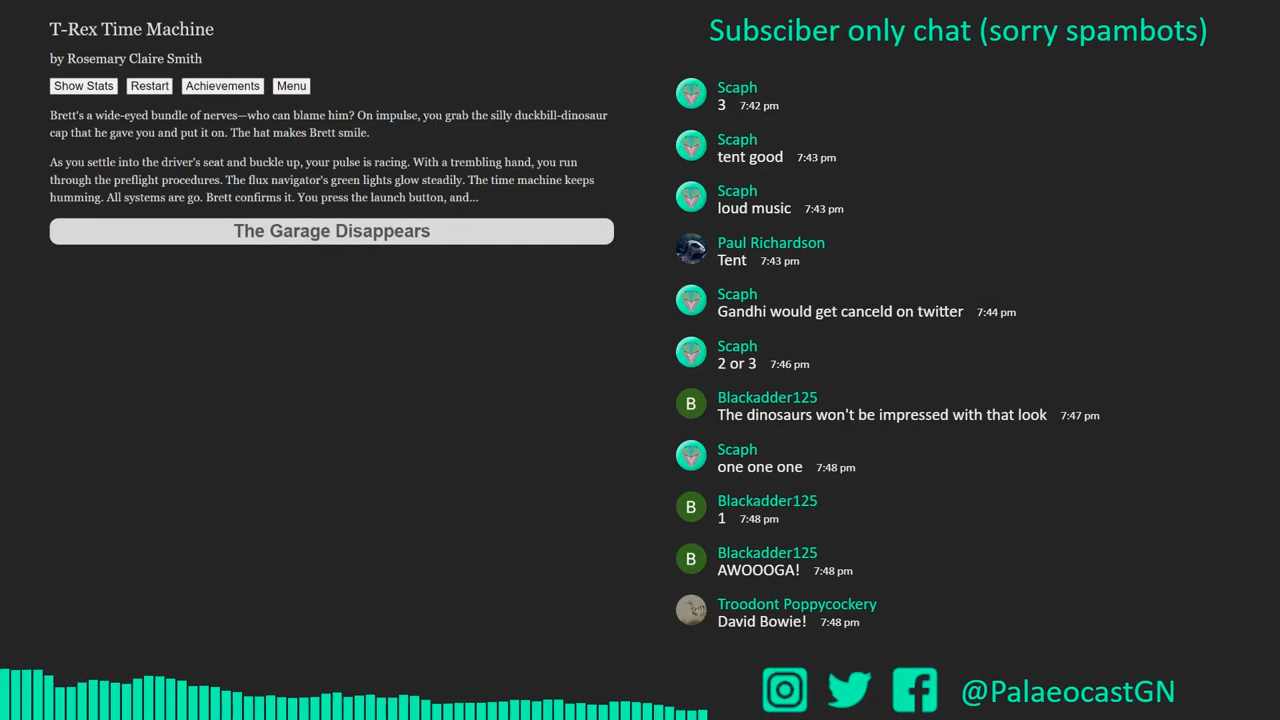 T-Rex Time Machine
by Rosemary Claire Smith
Show Stats Restart Achievements Menu
Brett's a wide-eyed bundle of nerves—who can blame him? On impulse, you grab the silly duckbill-dinosaur
cap that he gave you and put it on. The hat makes Brett smile.
As you settle into the driver's seat and buckle up, your pulse is racing. With a trembling hand, you run
through the preflight procedures. The flux navigator's green lights glow steadily. The time machine keeps
humming. All systems are go. Brett confirms it. You press the launch button, and...
The Garage Disappears
Subsciber only chat (sorry spambots)
Scaph
3 7:42 pm
Scaph
tent good 7:43 pm
Scaph
loud music 7:43 pm
Paul Richardson
Tent 7:43 pm
Scaph
Gandhi would get canceld on twitter 7:44 pm
Scaph
2 or 3 7:46 pm
B Blackadder125
The dinosaurs won't be impressed with that look 7:47 pm
Scaph
one one one 7:48 pm
B Blackadder125
1 7:48 pm
B Blackadder125
AWOOOGA! 7:48 pm
Troodont Poppycockery
David Bowie! 7:48 pm
@PalaeocastGN